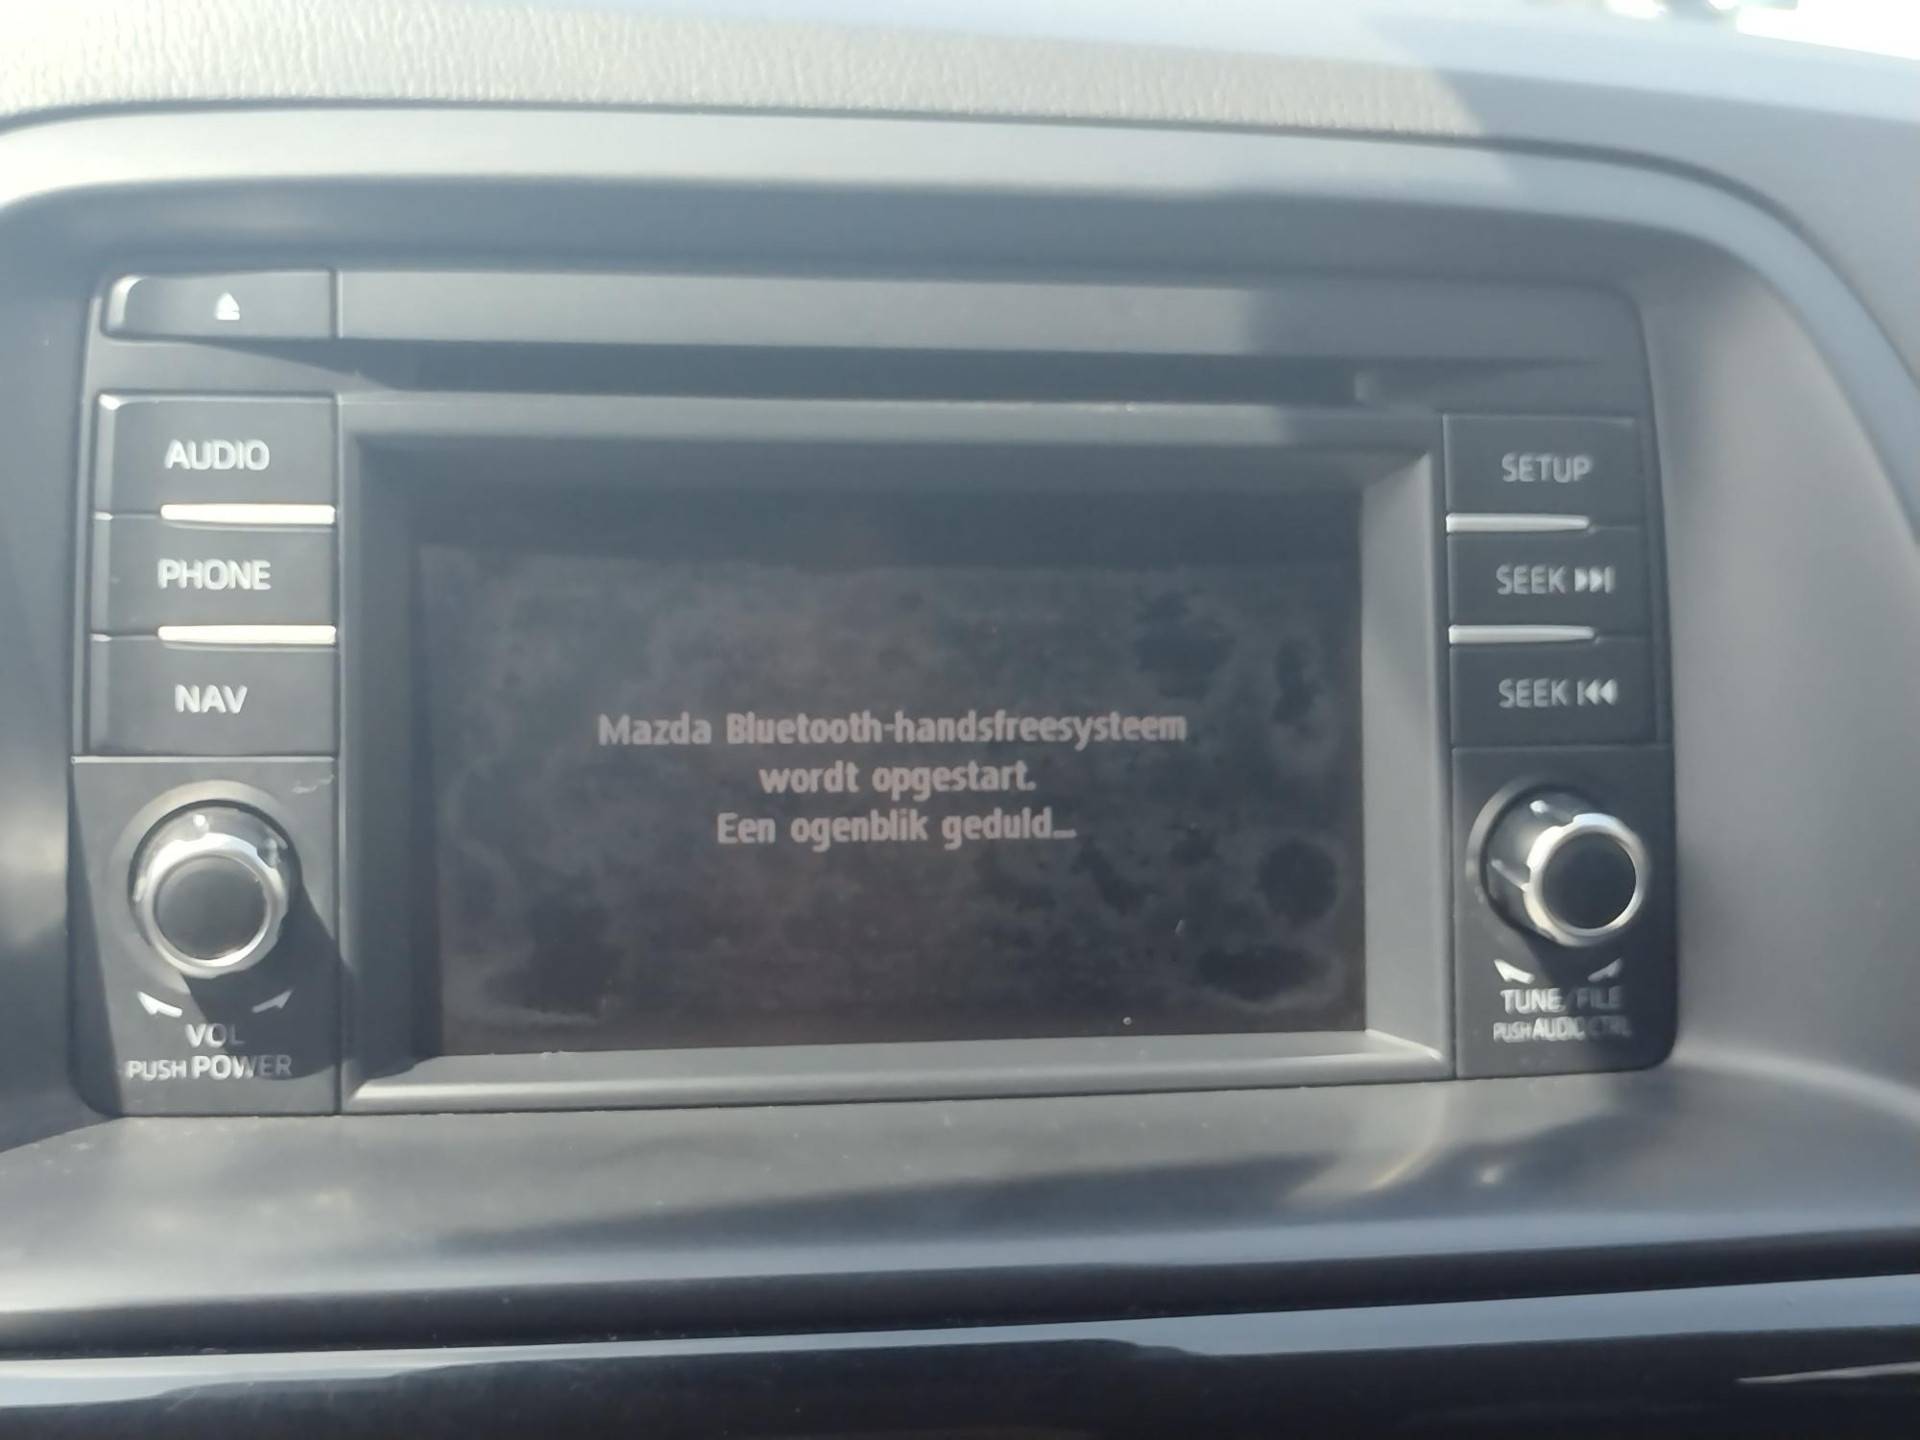 AUDIO
PHONE
NAV
VOL
PUSH POWER
Mazda Bluetooth-handsfreesysteem
wordt opgestart.
Een ogenblik geduld...
SETUP
SEEK
SEEK
TUNE/FILE
PUSH AUDIO CTRL